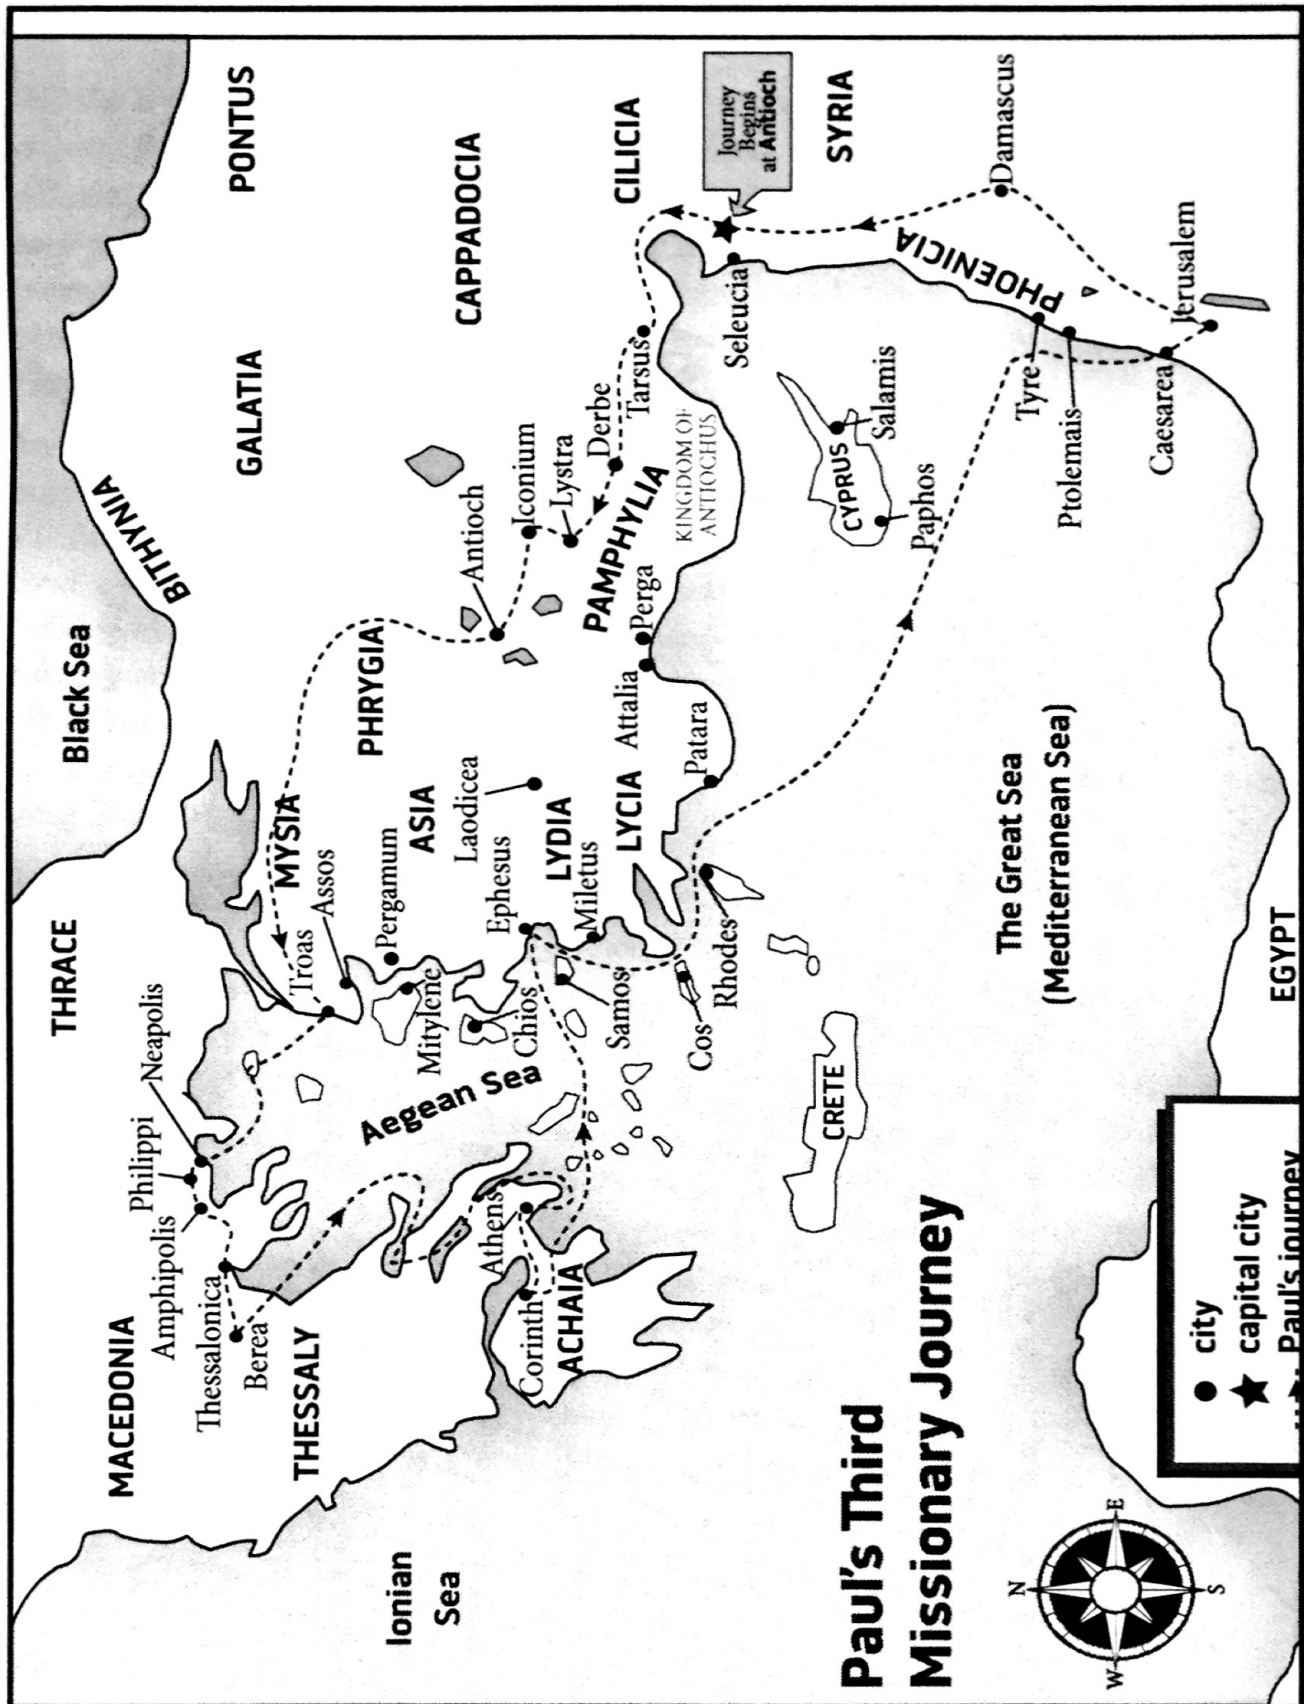 MACEDONIA
THRACE
Black Sea
BITHYNIA
PONTUS
Philippi
Neapolis
Amphipolis
Thessalonica
Berea
THESSALY
Troas
Assos
MYSIA
GALATIA
PHRYGIA
Pergamum
ASIA
Mitylene
Aegean Sea
Laodicea
Antioch
CAPPADOCIA
Ionian
Sea
Athens
Corinth
ACHAIA
Chios
Ephesus
LYDIA
Miletus
Samos
LYCIA
Iconium
Lystra
Derbe
PAMPHYLIA
Tarsus
CILICIA
Attalia
Perga
Patara
KINGDOM OF
ANTIOCHUS
Journey
Begins
at Antioch
Seleucia
Cos
Rhodes
CRETE
CYPRUS
Salamis
Paphos
SYRIA
PHOENICIA
Damascus
Tyre
Ptolemais
Caesarea
Jerusalem
The Great Sea
(Mediterranean Sea)
EGYPT
Paul's Third
Missionary Journey
N
W
E
S
city
capital city
Paul's journey